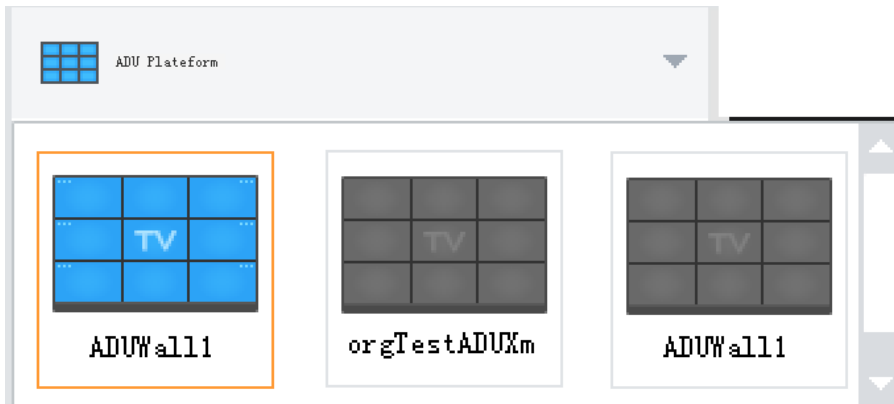 ADU Plateform
TV
TV
TV
ADUWall1
orgTestADUXm
ADUWall1